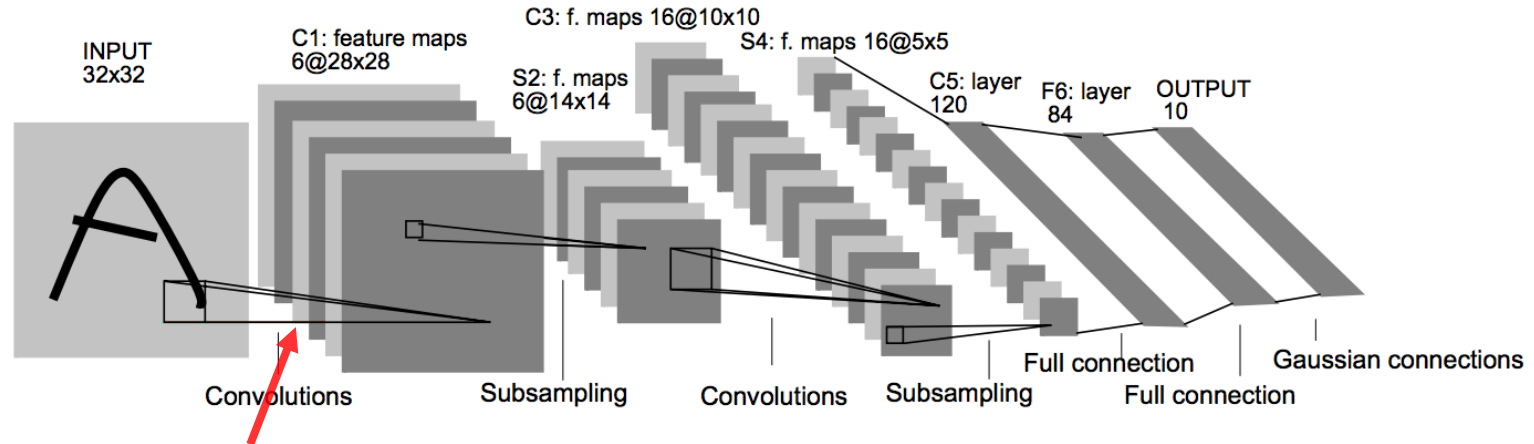 INPUT
32x32
C1: feature maps
6@28x28
S2: f. maps
6@14x14
C3: f. maps 16@10x10
S4: f. maps 16@5x5
C5: layer
120
F6: layer
84
OUTPUT
10
Convolutions
Subsampling
Convolutions
Subsampling
Full connection
Full connection
Gaussian connections
A